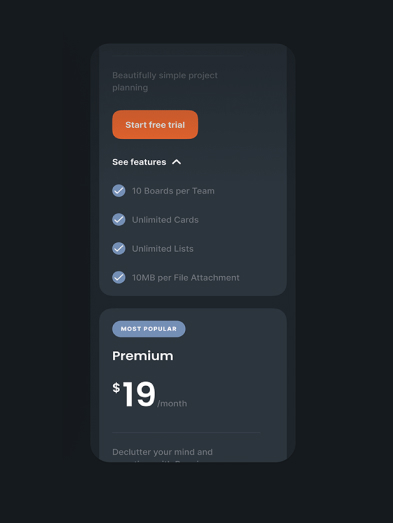 Beautifully simple project
planning
Start free trial
See features
10 Boards per Team
Unlimited Cards
Unlimited Lists
10MB per File Attachment
MOST POPULAR
Premium
$19/month
Declutter your mind and